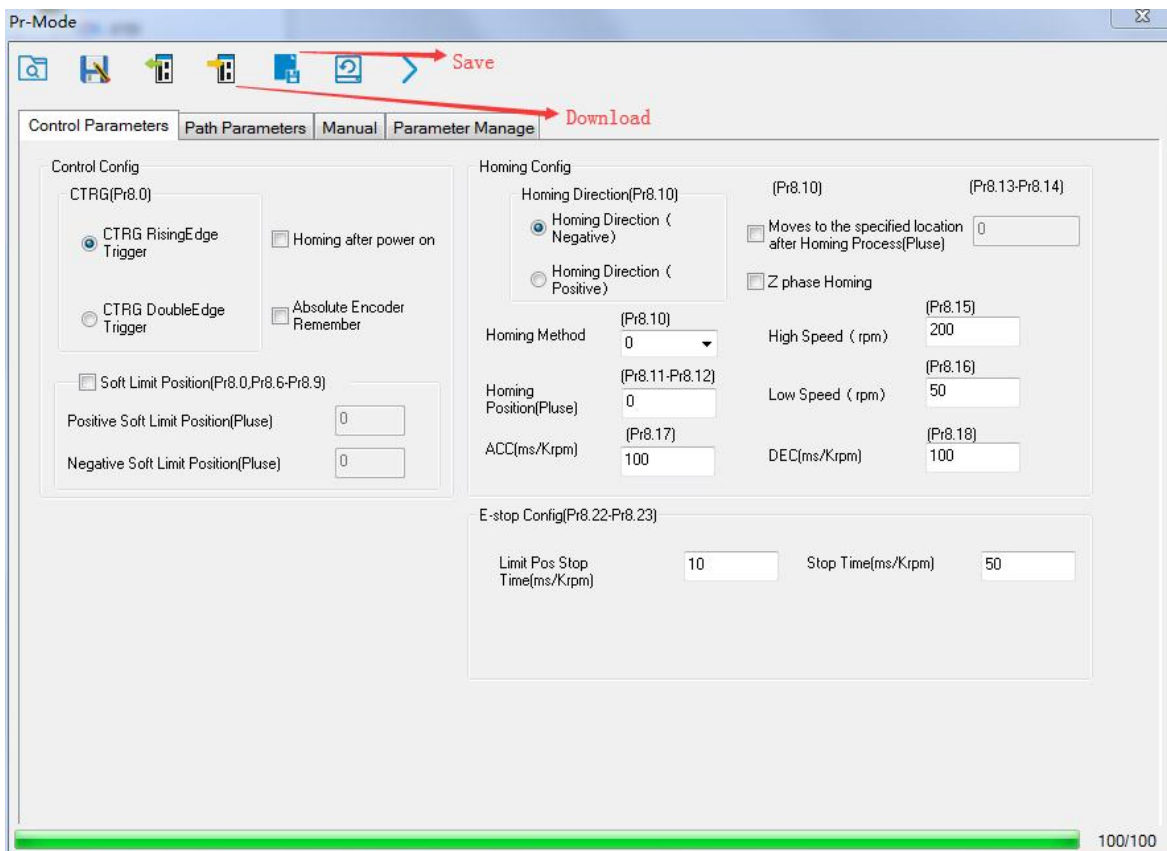 Pr-Mode
Save
Download
Control Parameters
Path Parameters
Manual
Parameter Manage
Control Config
CTRG(Pr8.0)
CTRG RisingEdge
Trigger
Homing after power on
CTRG DoubleEdge
Trigger
Absolute Encoder
Remember
Soft Limit Position(Pr8.0,Pr8.6-Pr8.9)
Positive Soft Limit Position(Pluse)
0
Negative Soft Limit Position(Pluse)
0
Homing Config
Homing Direction(Pr8.10)
Homing Direction (
Negative)
Homing Direction (
Positive)
(Pr8.10)
(Pr8.13-Pr8.14)
Moves to the specified location
after Homing Process(Pluse)
0
Z phase Homing
Homing Method
(Pr8.10)
0
High Speed ( rpm)
(Pr8.15)
200
Homing
Position(Pluse)
(Pr8.11-Pr8.12)
0
Low Speed ( rpm)
(Pr8.16)
50
ACC(ms/Krpm)
(Pr8.17)
100
DEC(ms/Krpm)
(Pr8.18)
100
E-stop Config(Pr8.22-Pr8.23)
Limit Pos Stop
Time(ms/Krpm)
10
Stop Time(ms/Krpm)
50
100/100